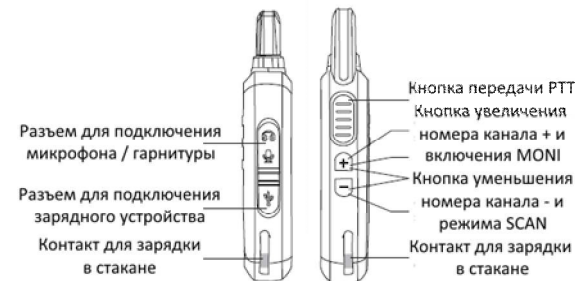 Разъем для подключения
микрофона / гарнитуры
Разъем для подключения
зарядного устройства
Контакт для зарядки
в стакане
Кнопка передачи PTT
Кнопка увеличения
номера канала + и
включения MONI
Кнопка уменьшения
номера канала - и
режима SCAN
Контакт для зарядки
в стакане